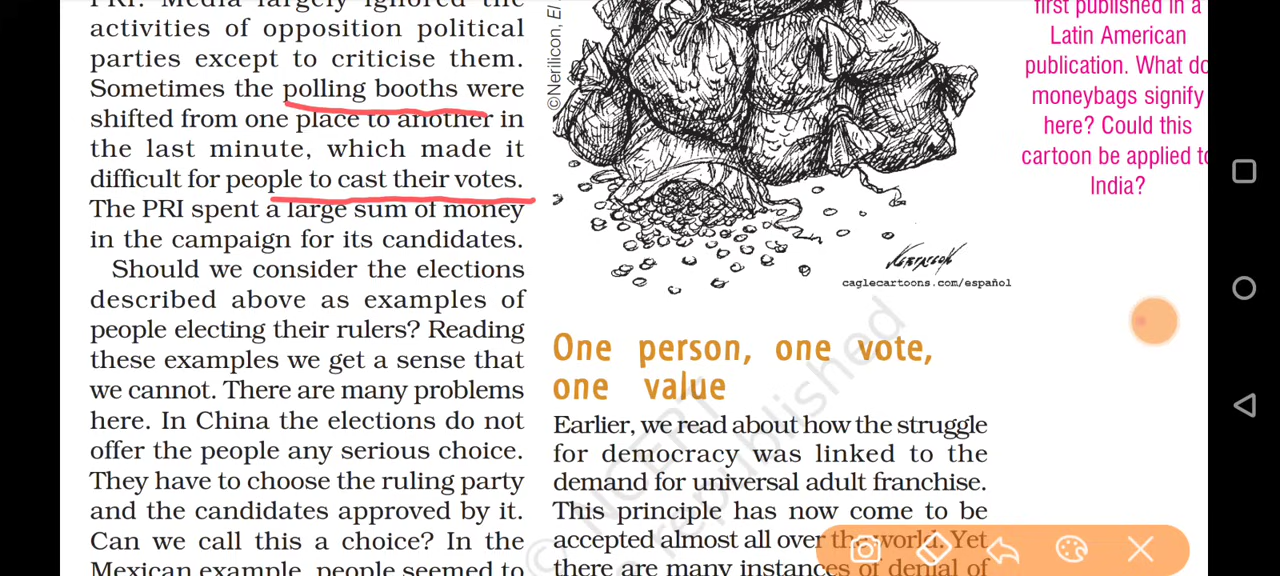 activities of opposition political
parties except to criticise them.
Sometimes the polling booths were
shifted from one place to another in
the last minute, which made it
difficult for people to cast their votes.
The PRI spent a large sum of money
in the campaign for its candidates.
Should we consider the elections
described above as examples of
people electing their rulers? Reading
these examples we get a sense that
we cannot. There are many problems
here. In China the elections do not
offer the people any serious choice.
They have to choose the ruling party
and the candidates approved by it.
Can we call this a choice? In the
Mexican example, people seemed to
©Nerilicon, El
caglecartoons.com/español
first published in a
Latin American
publication. What do
moneybags signify
here? Could this
cartoon be applied to
India?
One person, one vote,
one value
Earlier, we read about how the struggle
for democracy was linked to the
demand for universal adult franchise.
This principle has now come to be
accepted almost all over the world. Yet
there are many instances of denial of
© NCERT
republished